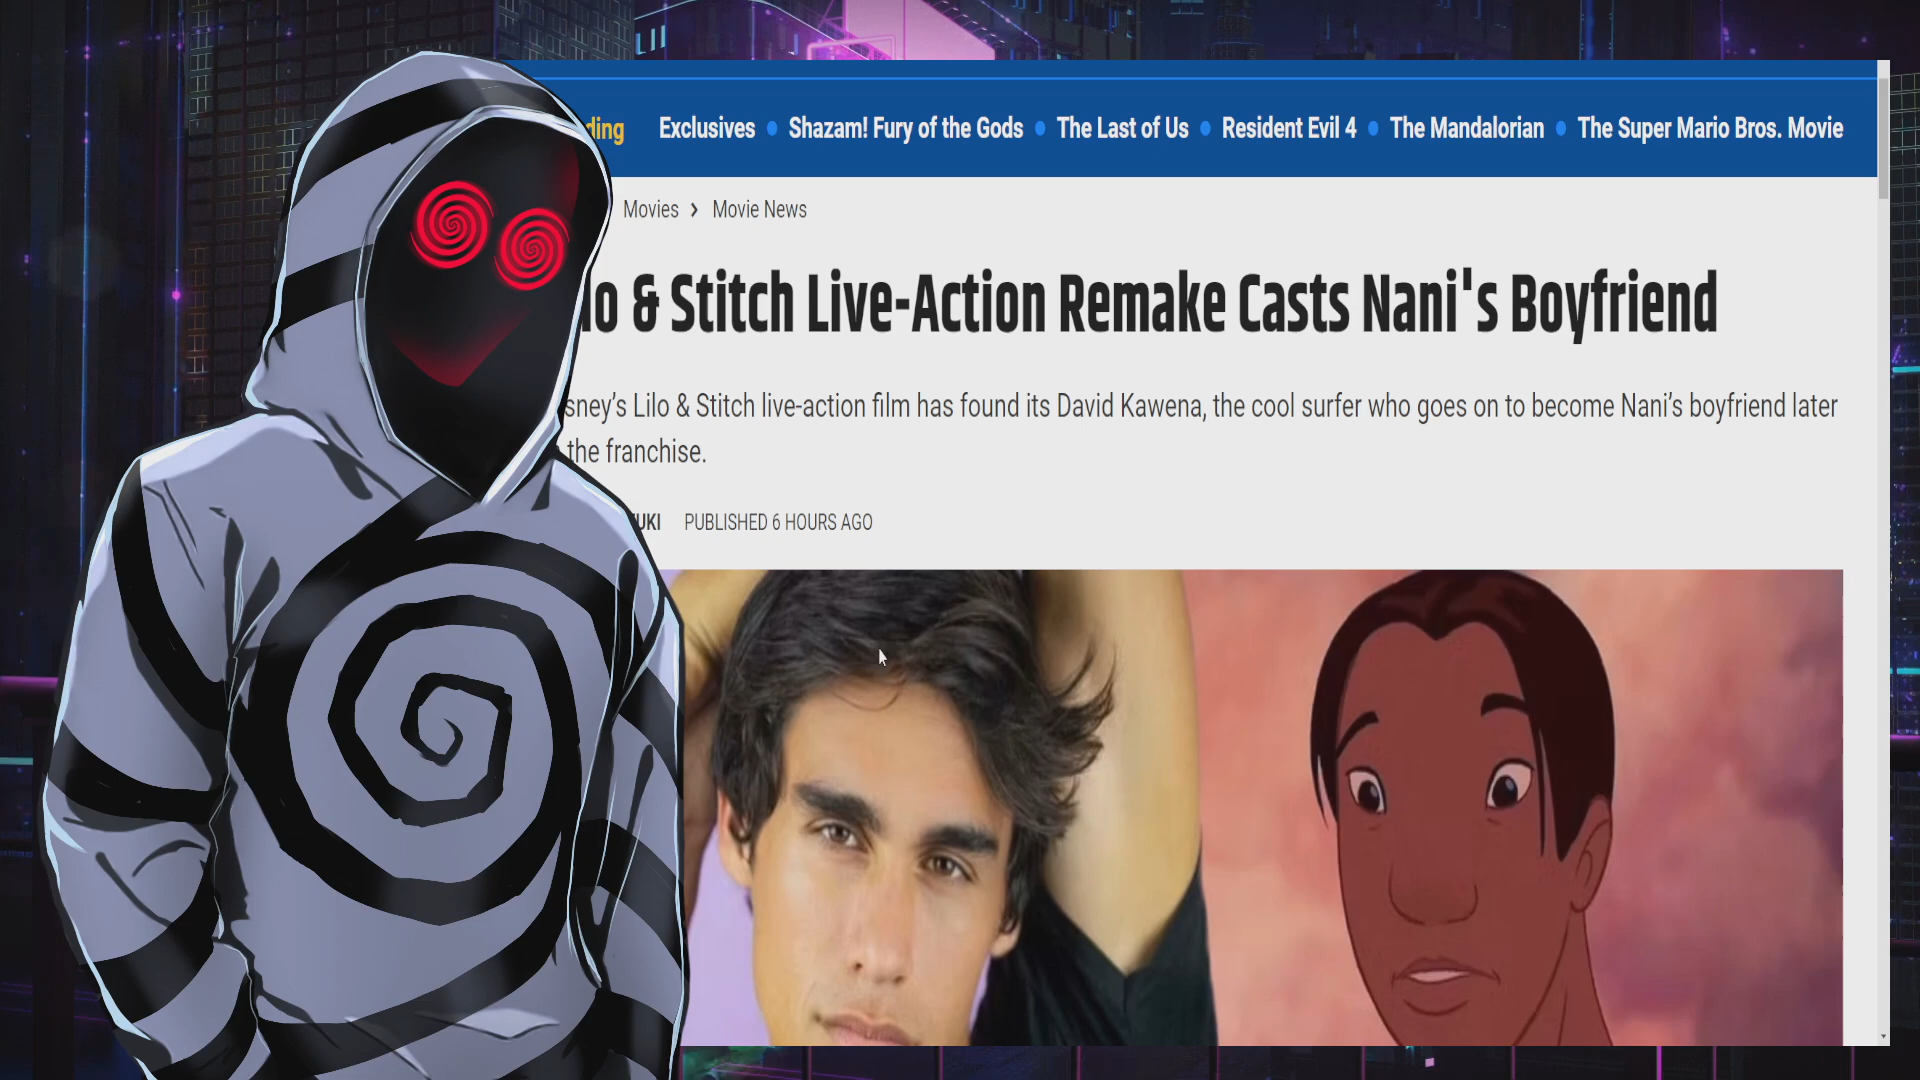 Exclusives • Shazam! Fury of the Gods • The Last of Us • Resident Evil 4 • The Mandalorian • The Super Mario Bros. Movie
Movies > Movie News
& Stitch Live-Action Remake Casts Nani's Boyfriend
Lilo & Stitch live-action film has found its David Kawena, the cool surfer who goes on to become Nani’s boyfriend later
the franchise.
PUBLISHED 6 HOURS AGO